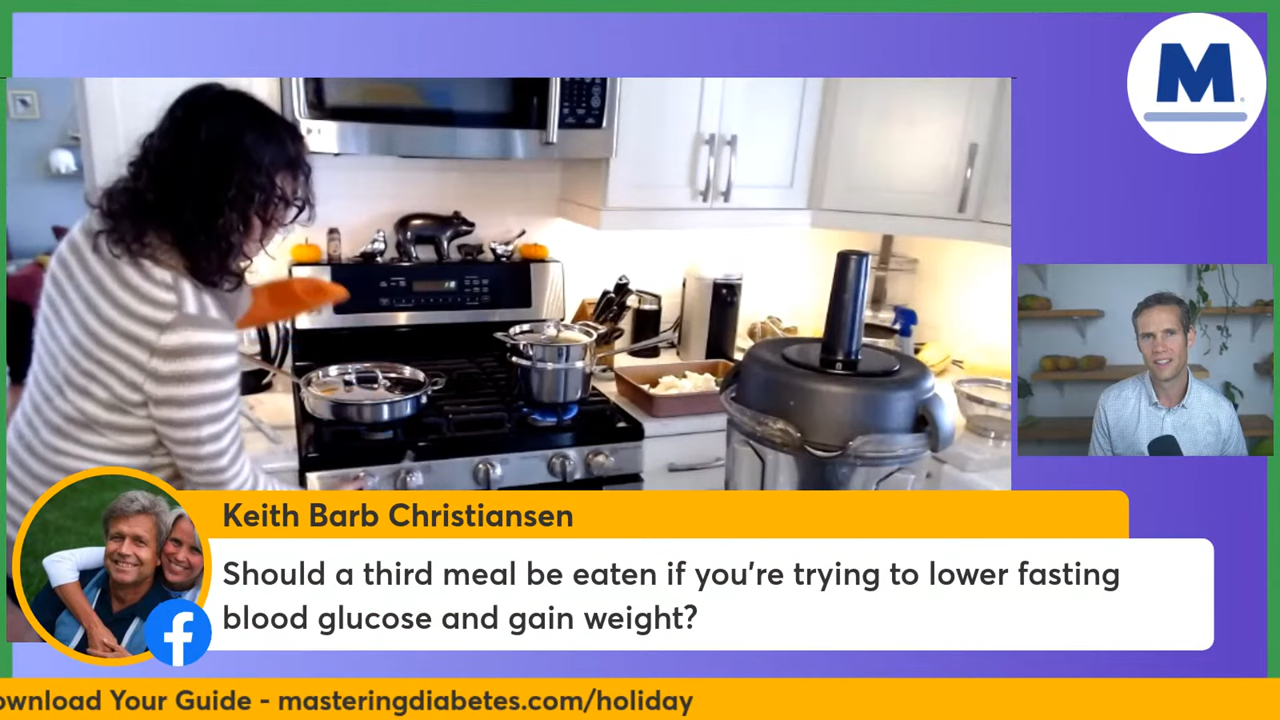 M
Keith Barb Christiansen
Should a third meal be eaten if you're trying to lower fasting
blood glucose and gain weight?
ownload Your Guide - masteringdiabetes.com/holiday